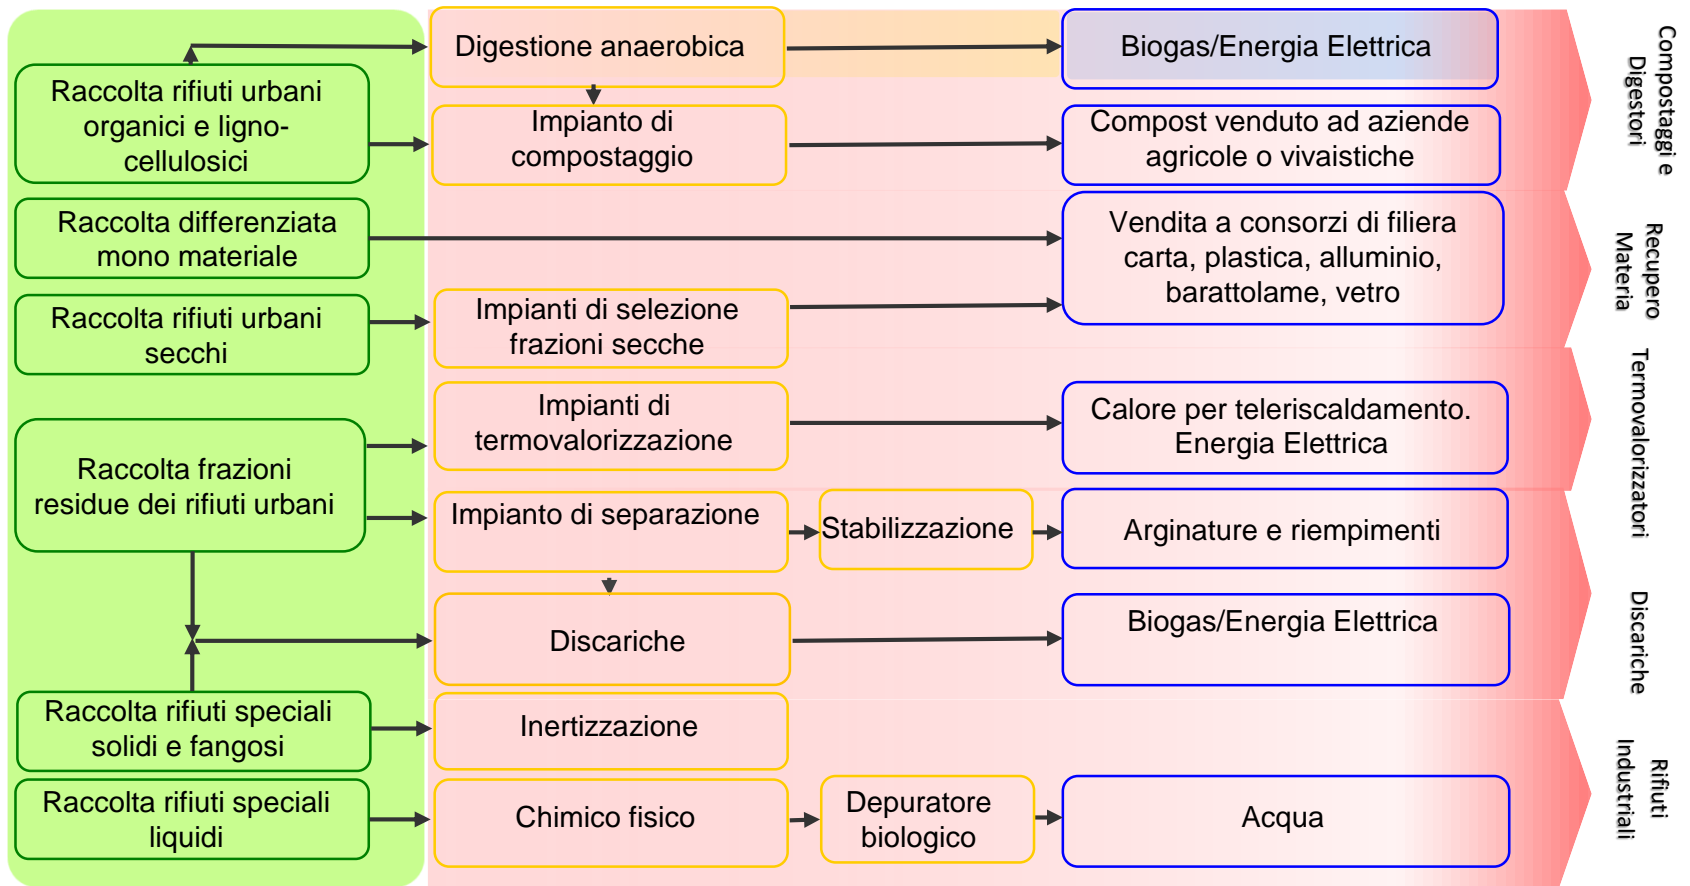 Digestione anaerobica
Biogas/Energia Elettrica
Raccolta rifiuti urbani
organici e ligno-
cellulosici
Impianto di
compostaggio
Compost venduto ad aziende
agricole o vivaistiche
Compostaggi e
Digestori
Raccolta differenziata
mono materiale
Vendita a consorzi di filiera
carta, plastica, alluminio,
barattolame, vetro
Recupero
Materia
Raccolta rifiuti urbani
secchi
Impianti di selezione
frazioni secche
Impianti di
termovalorizzazione
Calore per teleriscaldamento.
Energia Elettrica
Termovalorizzatori
Raccolta frazioni
residue dei rifiuti urbani
Impianto di separazione
Stabilizzazione
Arginature e riempimenti
Discariche
Biogas/Energia Elettrica
Discariche
Raccolta rifiuti speciali
solidi e fangosi
Inertizzazione
Rifiuti
Industriali
Raccolta rifiuti speciali
liquidi
Chimico fisico
Depuratore
biologico
Acqua